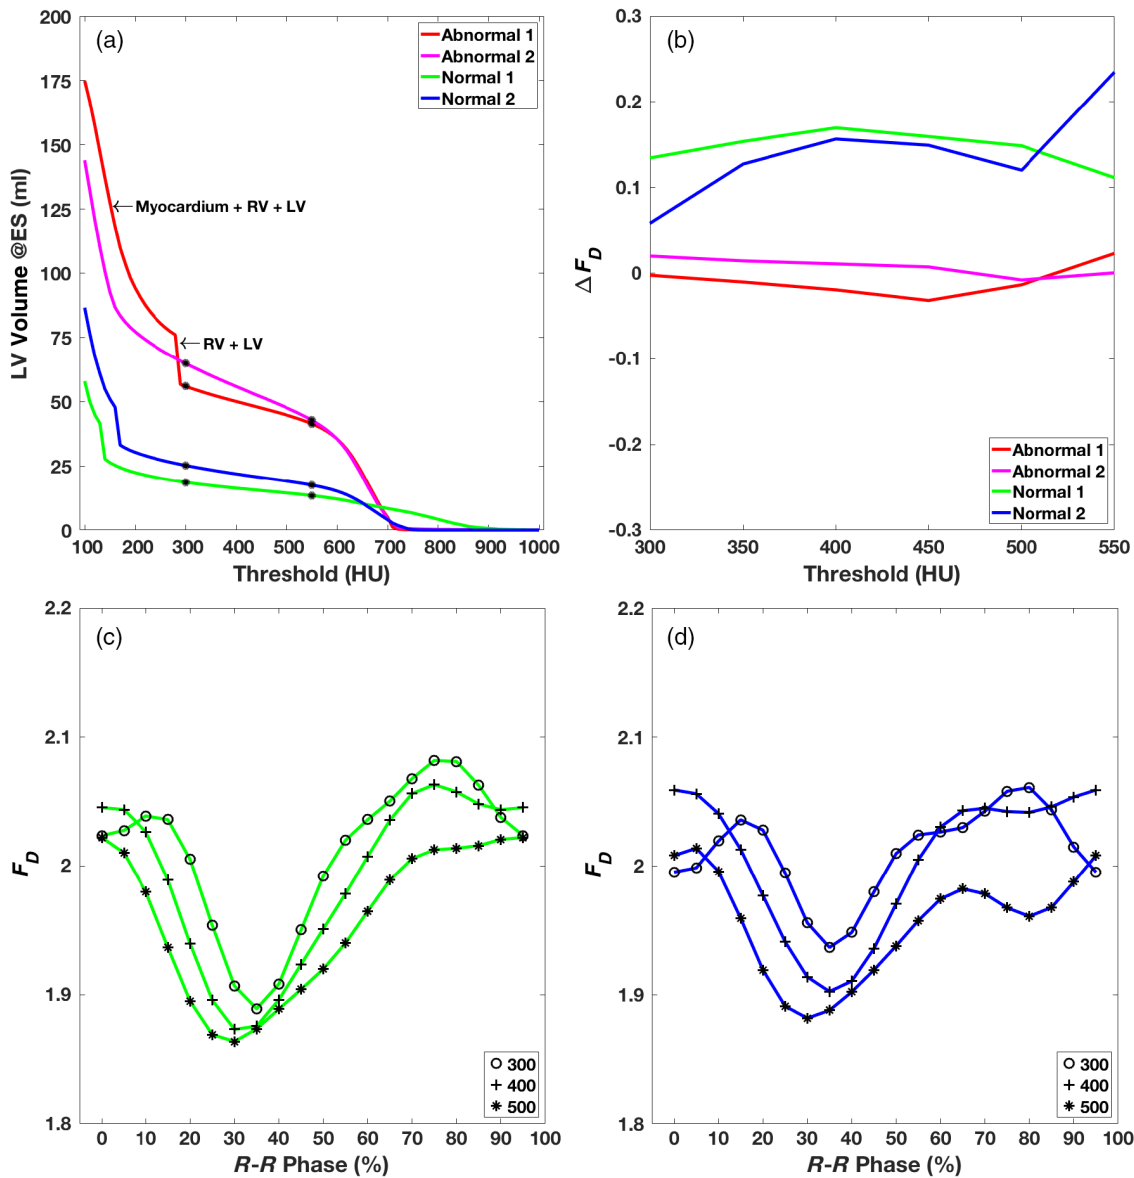 (a)
200
175
150
125
100
75
50
25
0
LV Volume @ES (ml)
Abnormal 1
Abnormal 2
Normal 1
Normal 2
Myocardium + RV + LV
RV + LV
100 200 300 400 500 600 700 800 900 1000
Threshold (HU)
(b)
0.3
0.2
0.1
0
-0.1
-0.2
-0.3
Δ F_D
Abnormal 1
Abnormal 2
Normal 1
Normal 2
300 350 400 450 500 550
Threshold (HU)
(c)
2.2
2.1
2
1.9
1.8
F_D
300
400
500
0 10 20 30 40 50 60 70 80 90 100
R-R Phase (%)
(d)
2.2
2.1
2
1.9
1.8
F_D
300
400
500
0 10 20 30 40 50 60 70 80 90 100
R-R Phase (%)